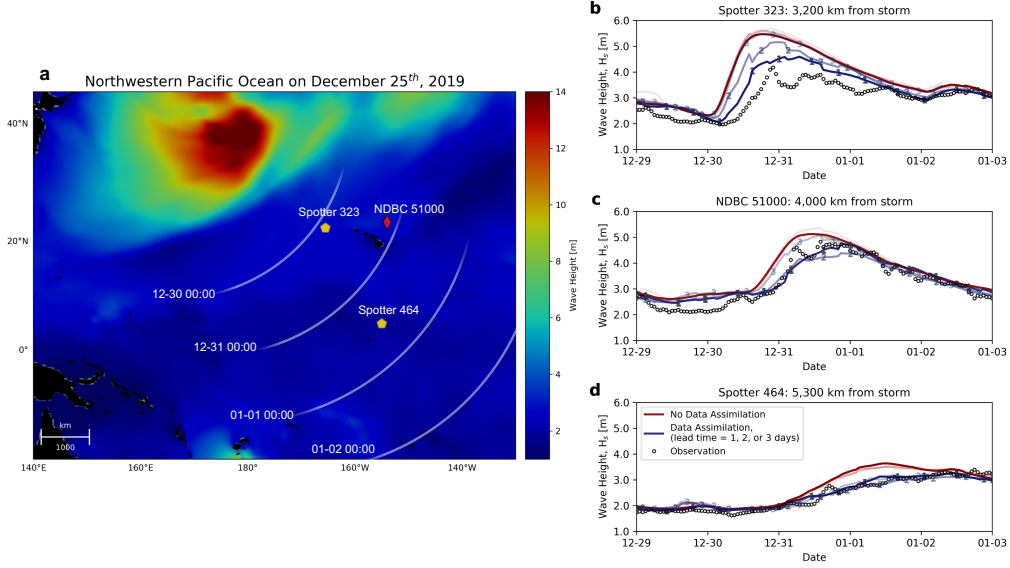 a
Northwestern Pacific Ocean on December 25th, 2019
40°N
20°N
0°
Spotter 323
NDBC 51000
12-30 00:00
Spotter 464
12-31 00:00
01-01 00:00
01-02 00:00
km
1000
140°E
160°E
180°
160°W
140°W
14
12
10
8
6
4
2
Wave Height [m]
b
Spotter 323: 3,200 km from storm
6.0
5.0
4.0
3.0
2.0
1.0
Wave Height, Hs [m]
12-29
12-30
12-31
01-01
01-02
01-03
Date
c
NDBC 51000: 4,000 km from storm
6.0
5.0
4.0
3.0
2.0
1.0
Wave Height, Hs [m]
12-29
12-30
12-31
01-01
01-02
01-03
Date
d
Spotter 464: 5,300 km from storm
6.0
5.0
4.0
3.0
2.0
1.0
Wave Height, Hs [m]
No Data Assimilation
Data Assimilation,
(lead time = 1, 2, or 3 days)
Observation
12-29
12-30
12-31
01-01
01-02
01-03
Date